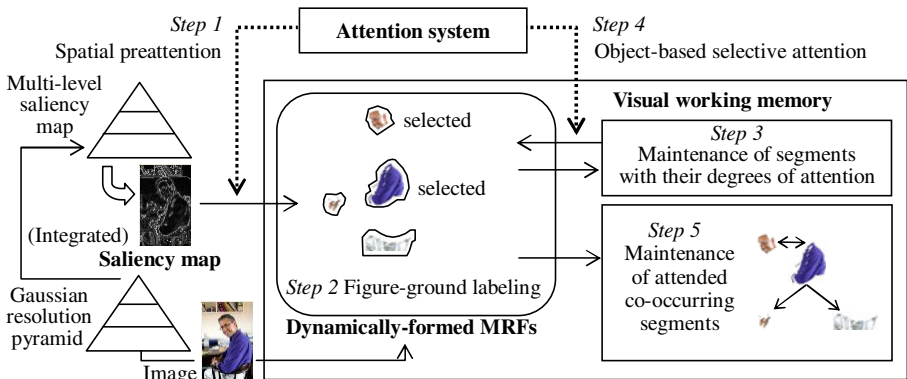 Step 1
Spatial preattention
Attention system
Step 4
Object-based selective attention
Multi-level
saliency
map
(Integrated)
Saliency map
Gaussian
resolution
pyramid
Image
selected
selected
Step 2 Figure-ground labeling
Dynamically-formed MRFs
Visual working memory
Step 3
Maintenance of segments
with their degrees of attention
Step 5
Maintenance
of attended
co-occurring
segments